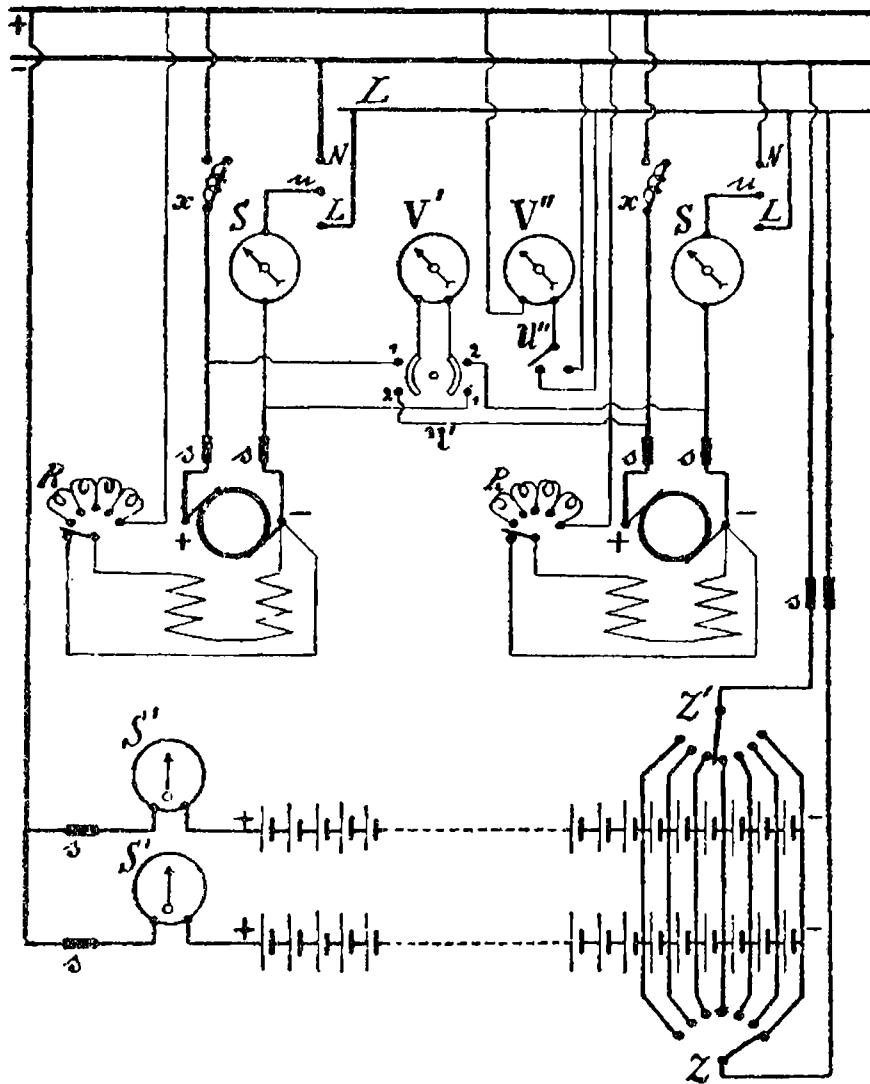 +
-
L
N
N
x
u
x
u
S
L
V'
V"
S
L
u"
1
2
2
1
u'
s
s
s
s
R
R
+
-
+
-
s
Z'
S"
+
-
s
S'
+
-
s
Z